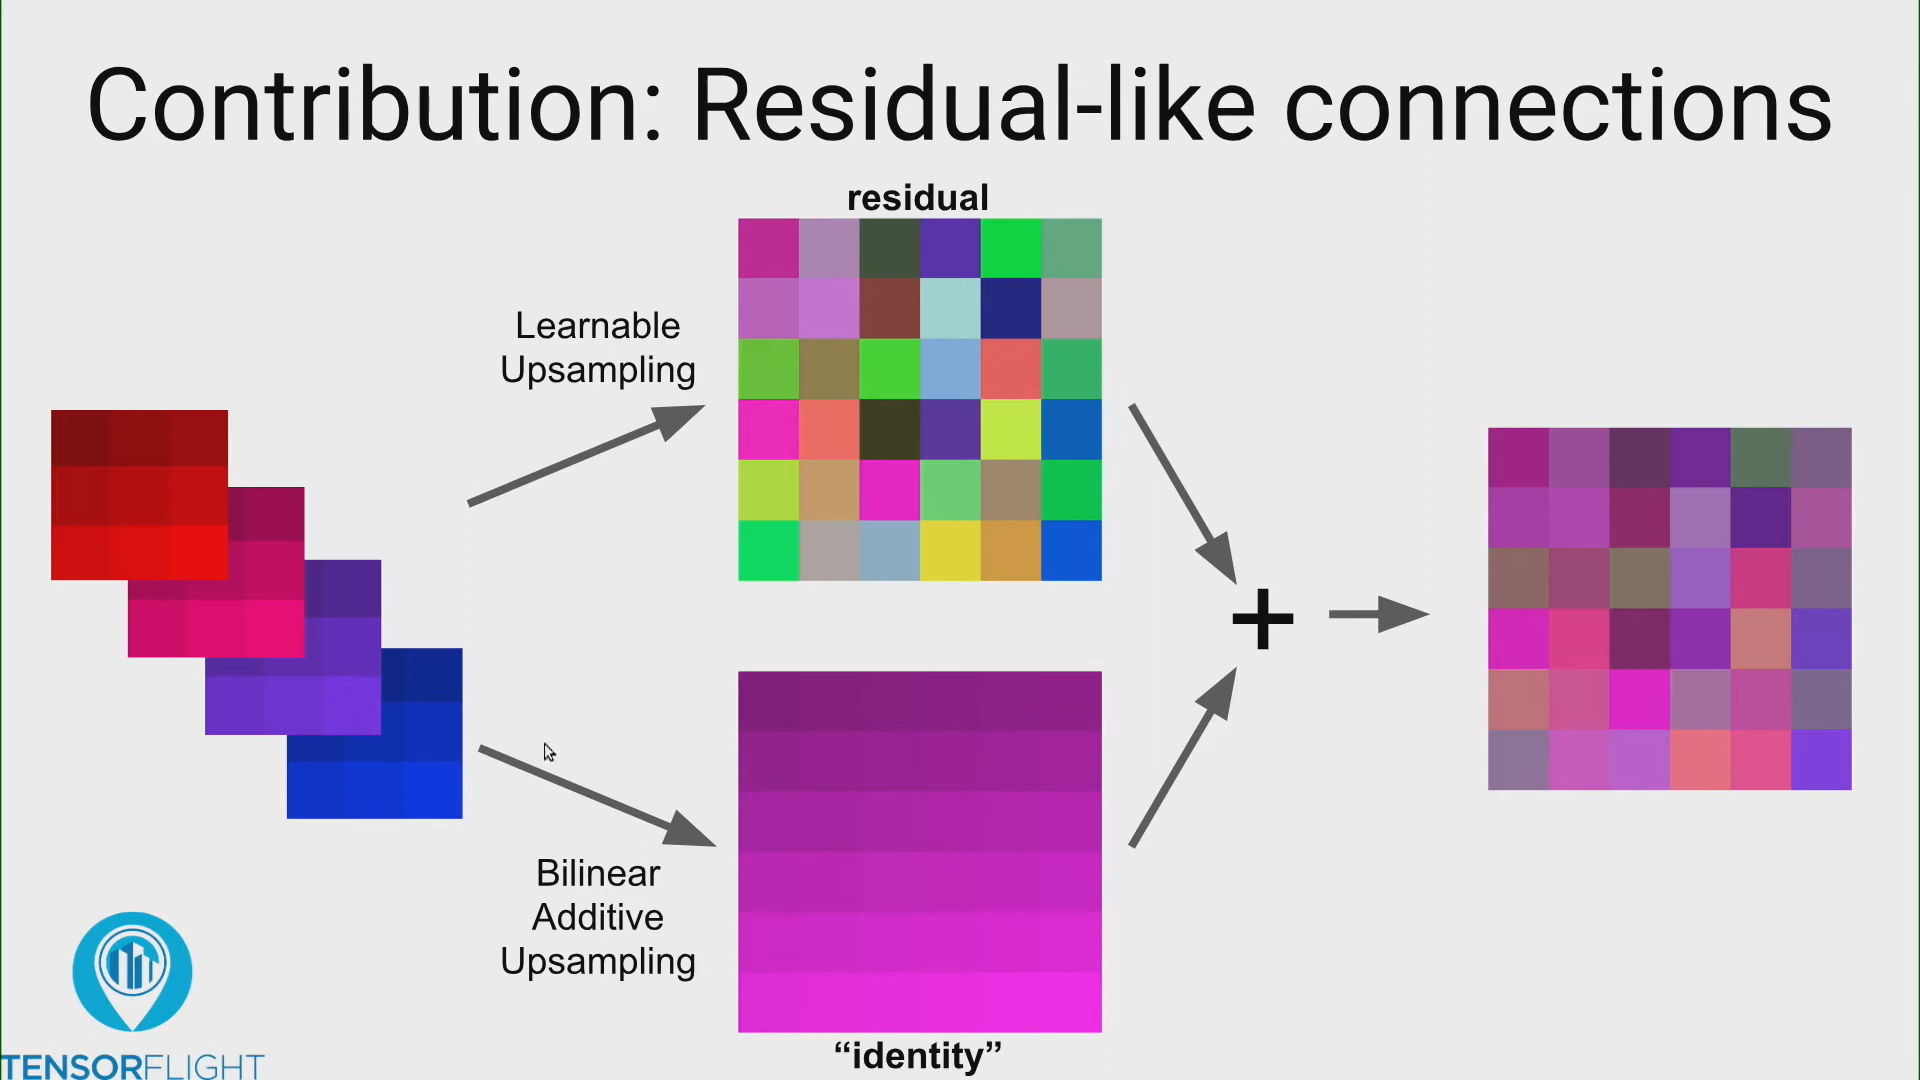 Contribution: Residual-like connections
residual
Learnable
Upsampling
+
Bilinear
Additive
Upsampling
“identity”
TENSORFLIGHT